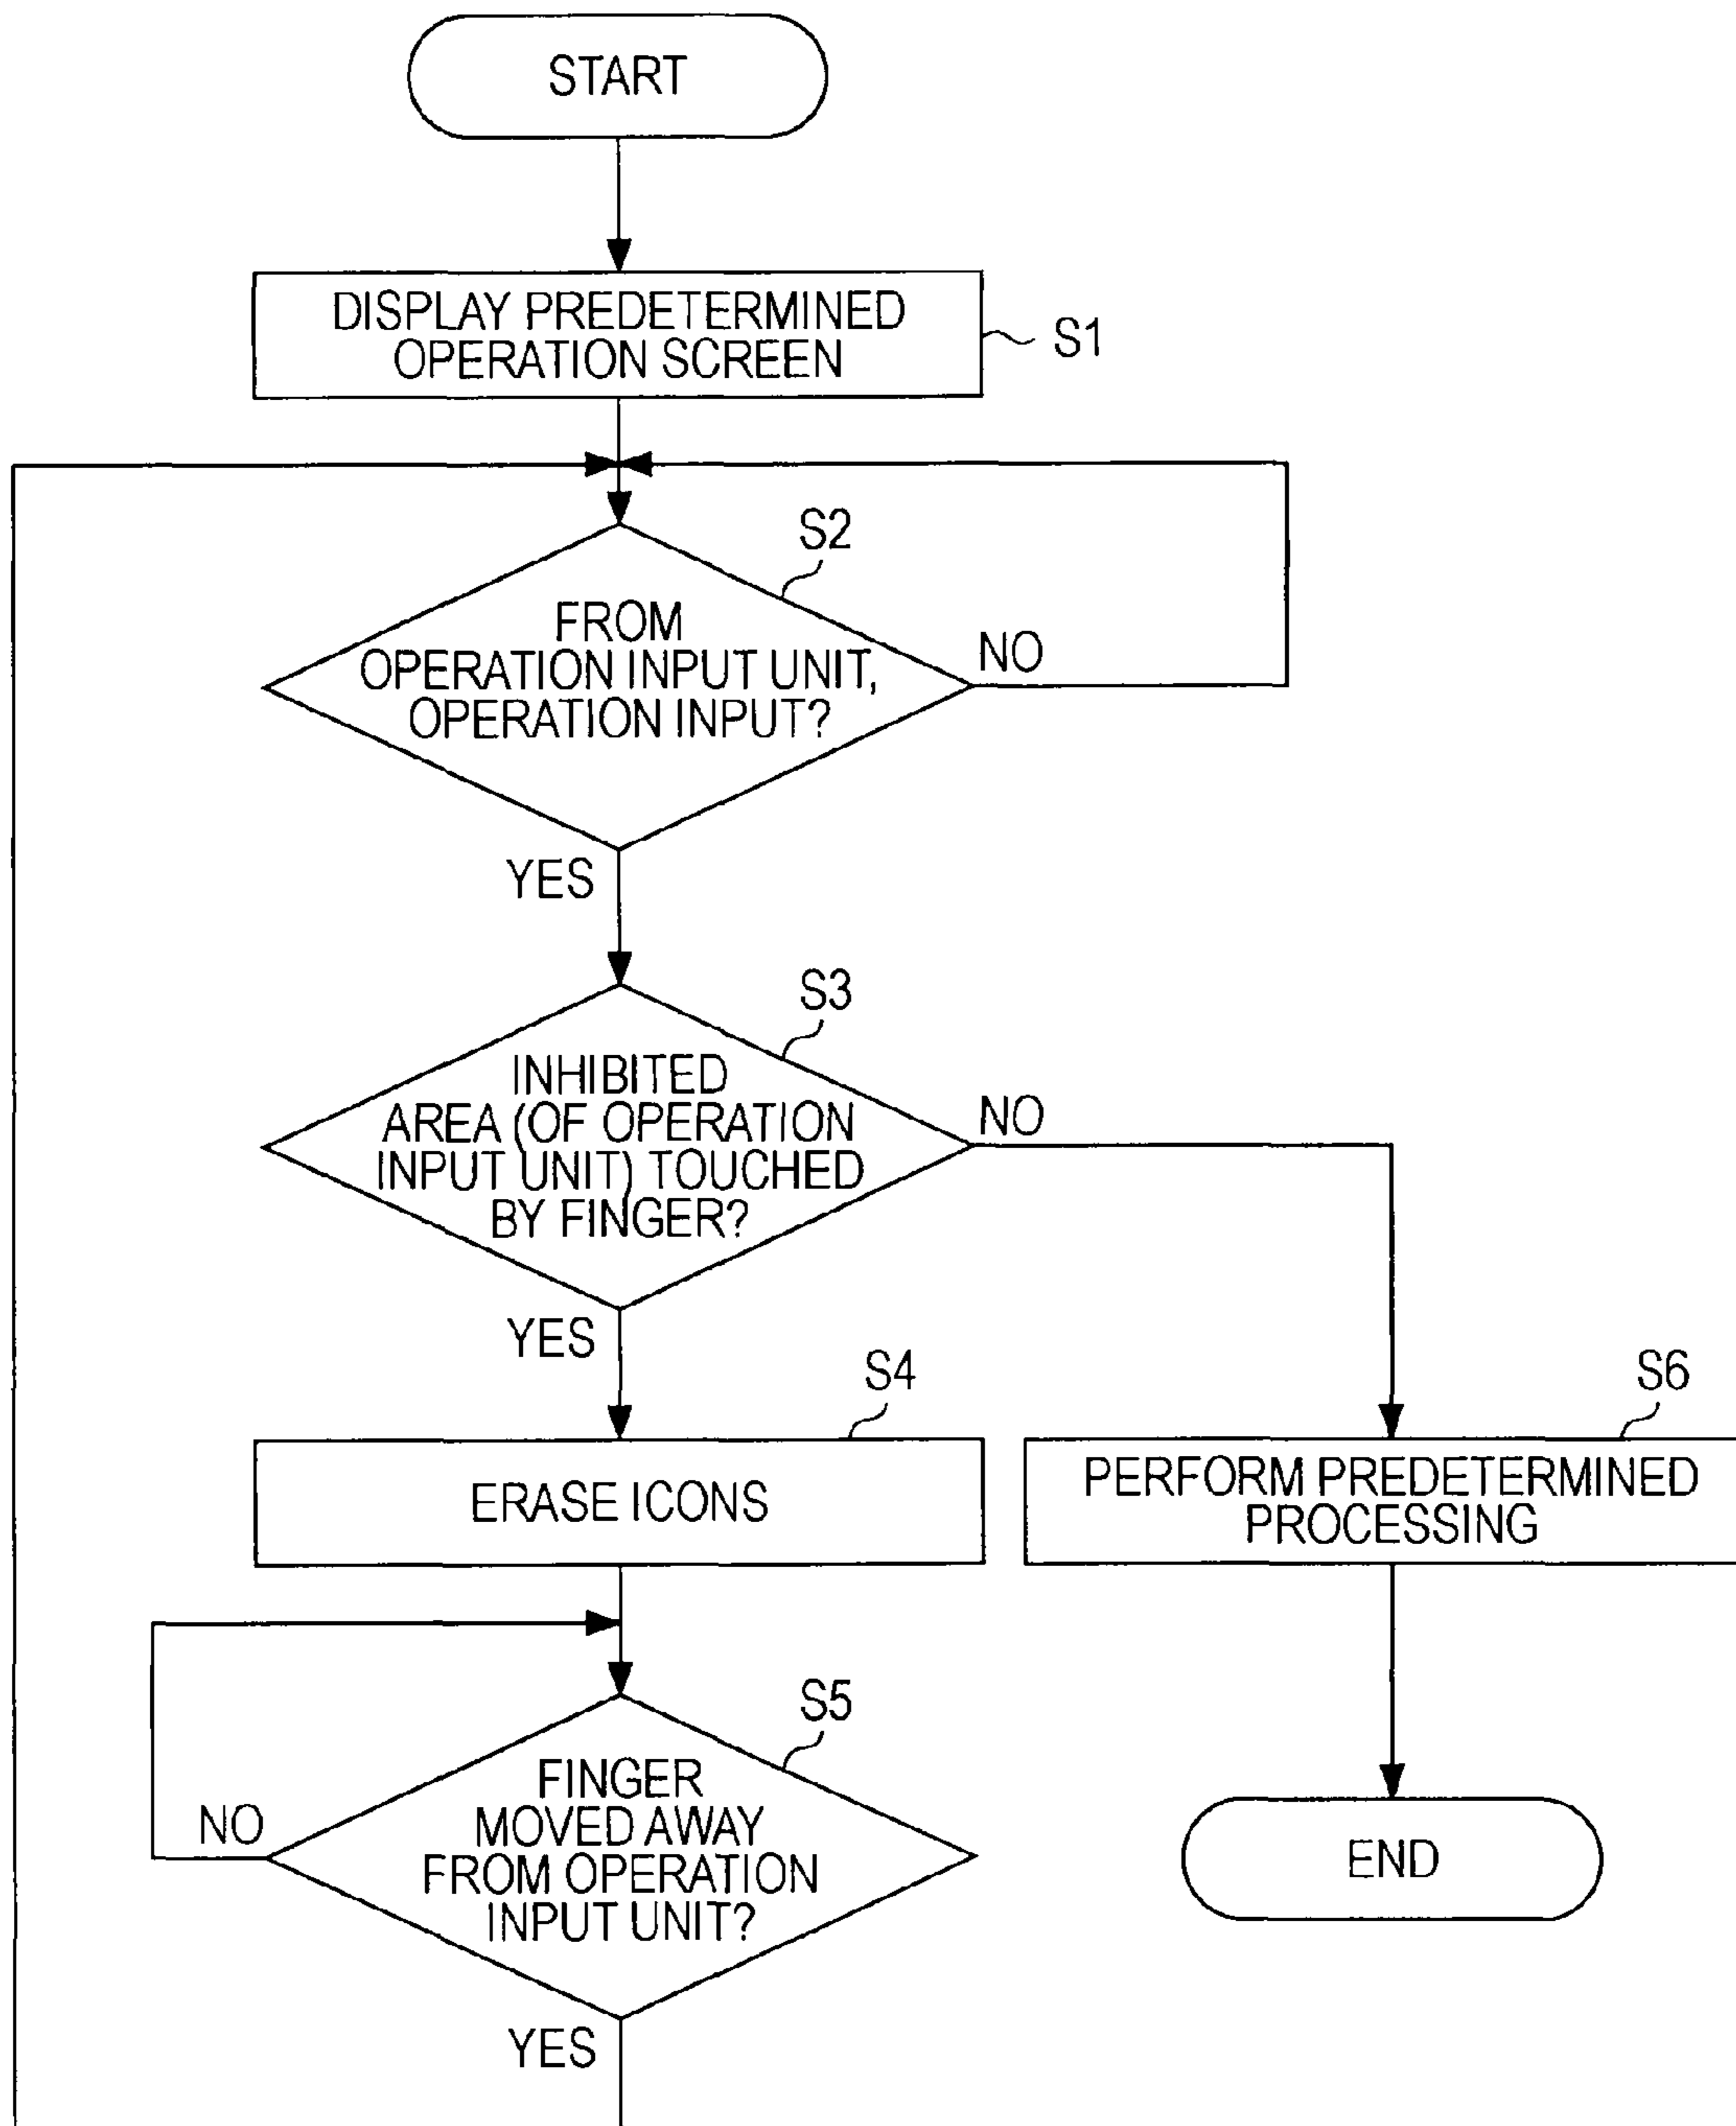 START
DISPLAY PREDETERMINED
OPERATION SCREEN
S1
S2
FROM
OPERATION INPUT UNIT,
OPERATION INPUT?
NO
YES
S3
INHIBITED
AREA (OF OPERATION
INPUT UNIT) TOUCHED
BY FINGER?
NO
YES
S4
ERASE ICONS
S6
PERFORM PREDETERMINED
PROCESSING
S5
FINGER
MOVED AWAY
FROM OPERATION
INPUT UNIT?
NO
YES
END